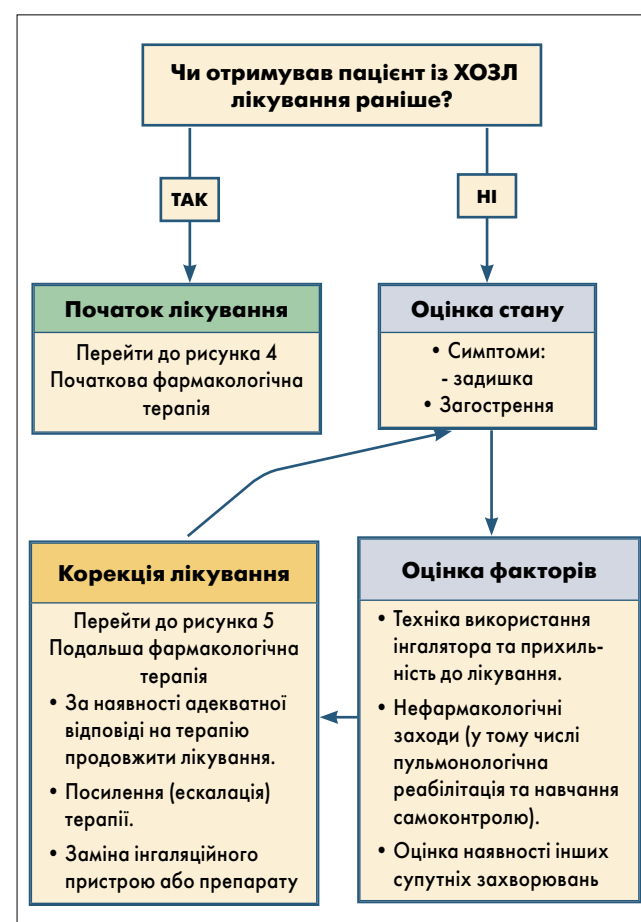 Чи отримував пацієнт із ХОЗЛ
лікування раніше?
ТАК
НІ
Початок лікування
Перейти до рисунка 4
Початкова фармакологічна
терапія
Оцінка стану
• Симптоми:
- задишка
• Загострення
Корекція лікування
Перейти до рисунка 5
Подальша фармакологічна
терапія
• За наявності адекватної
відповіді на терапію
продовжити лікування.
• Посилення (ескалація)
терапії.
• Заміна інгаляційного
пристрою або препарату
Оцінка факторів
• Техніка використання
інгалятора та прихиль-
ність до лікування.
• Нефармакологічні
заходи (у тому числі
пульмонологічна
реабілітація та навчання
самоконтролю).
• Оцінка наявності інших
супутніх захворювань